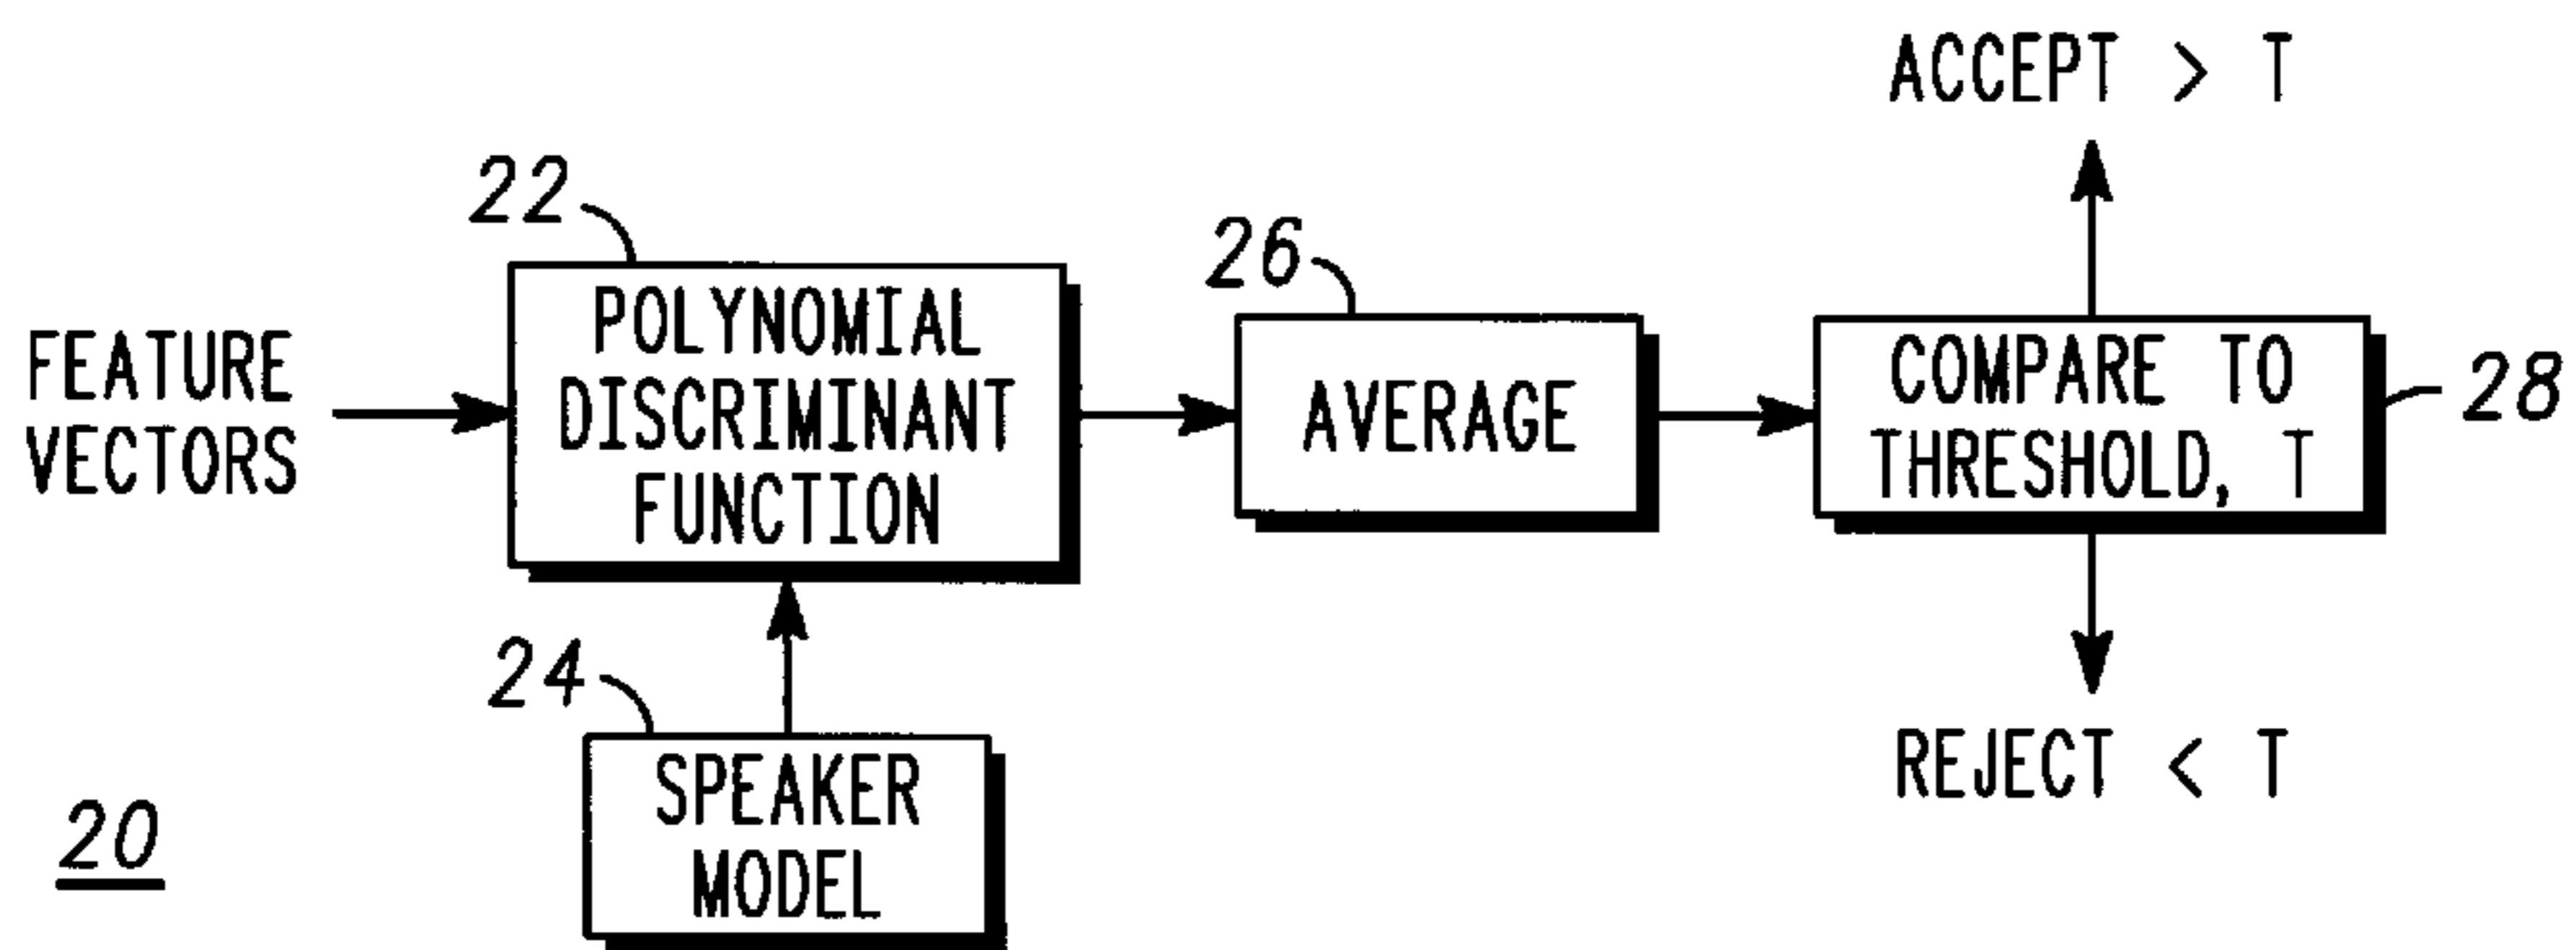 ACCEPT > T
22
26
POLYNOMIAL
DISCRIMINANT
FUNCTION
FEATURE
VECTORS
AVERAGE
COMPARE TO
THRESHOLD, T
28
24
SPEAKER
MODEL
REJECT < T
20